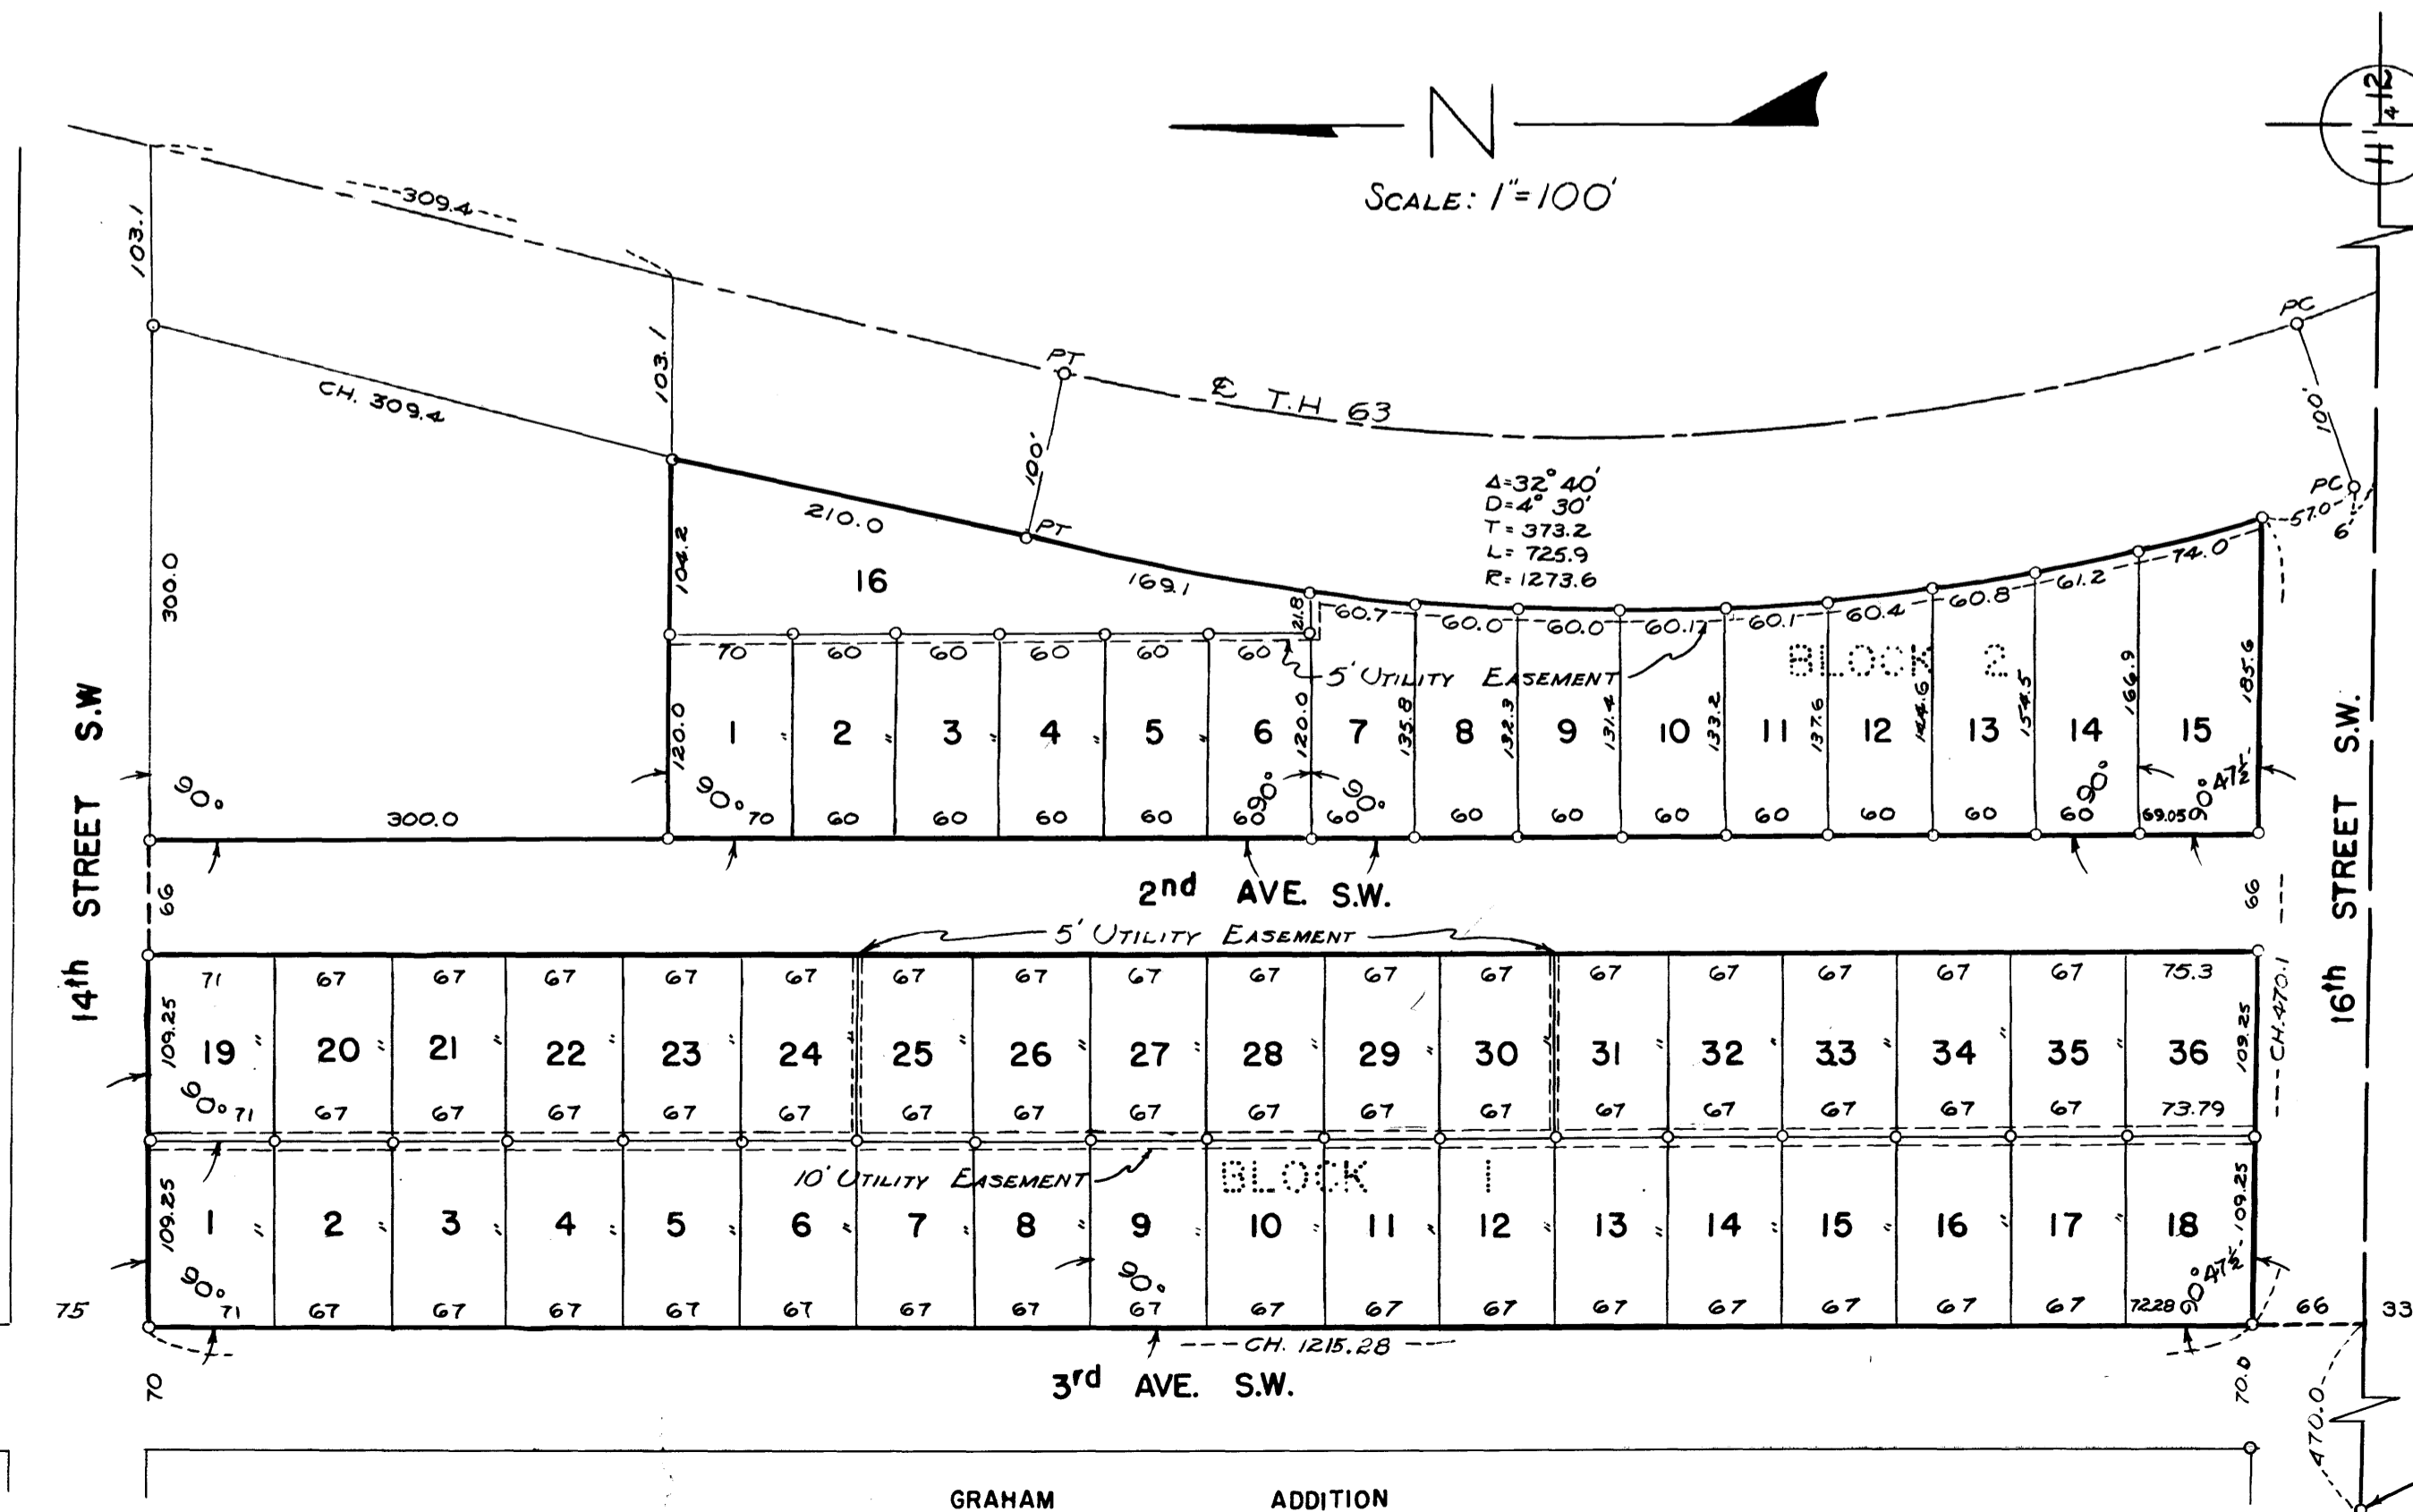 N
SCALE: 1"=100'
11 12
14
103.1
309.4
103.1
CH. 309.4
PT
100'
℄ T.H 63
PC
100'
PC
57.0
6'
Δ=32° 40'
D=4° 30'
T=373.2
L=725.9
R=1273.6
210.0
PT
169.1
104.2
16
300.0
21.8
60.7 60.0 60.0 60.1 60.1 60.4 60.8 61.2 74.0
70 60 60 60 60 60
5' UTILITY EASEMENT
BLOCK 2
120.0 120.0 135.8 132.3 131.4 133.2 137.6 144.6 154.5 166.9 185.6
1 " 2 " 3 " 4 " 5 " 6 7 8 9 10 11 12 13 14 15
90° 90° 90° 90° 90° 90° 47½
300.0 70 60 60 60 60 60 60 60 60 60 60 60 60 60 69.05
14th STREET S.W
16th STREET S.W.
2nd AVE. S.W.
66 66
5' UTILITY EASEMENT
71 67 67 67 67 67 67 67 67 67 67 67 67 67 67 67 67 75.3
109.25 109.25
CH. 470.1
19 " 20 " 21 " 22 " 23 " 24 " 25 " 26 " 27 " 28 " 29 " 30 " 31 " 32 " 33 " 34 " 35 " 36
90° 71 67 67 67 67 67 67 67 67 67 67 67 67 67 67 67 67 73.79
10' UTILITY EASEMENT
BLOCK 1
109.25 109.25
1 " 2 " 3 " 4 " 5 " 6 " 7 " 8 " 9 " 10 " 11 " 12 " 13 " 14 " 15 " 16 " 17 " 18
90° 90° 90° 47½
75 71 67 67 67 67 67 67 67 67 67 67 67 67 67 67 67 67 72.28 66 33
CH. 1215.28
3rd AVE. S.W.
70 70.0
470.0
GRAHAM ADDITION